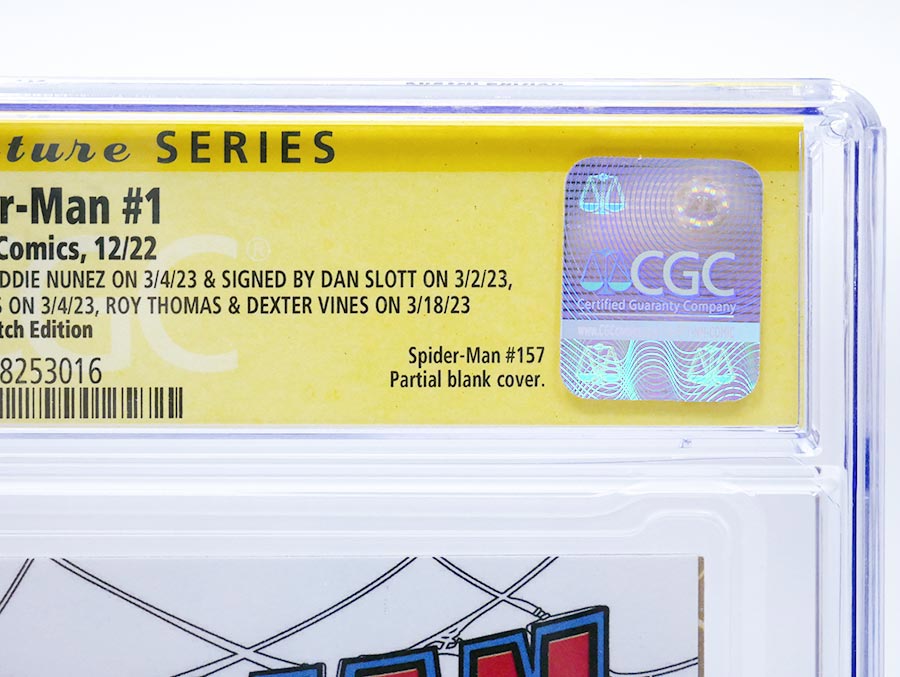 ture SERIES
r-Man #1
Comics, 12/22
EDDIE NUNEZ ON 3/4/23 & SIGNED BY DAN SLOTT ON 3/2/23,
S ON 3/4/23, ROY THOMAS & DEXTER VINES ON 3/18/23
tch Edition
8253016
Spider-Man #157
Partial blank cover.
CGC
Certified Guaranty Company
CGC
®